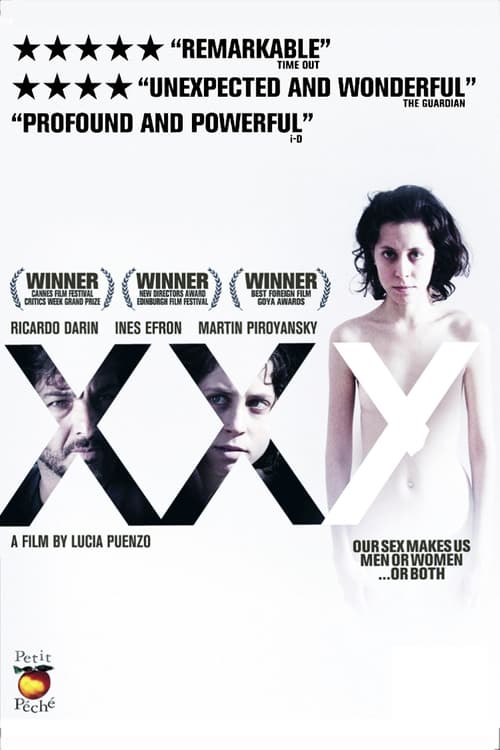 ★★★★★ “REMARKABLE”
TIME OUT
★★★★ “UNEXPECTED AND WONDERFUL”
THE GUARDIAN
“PROFOUND AND POWERFUL”
i-D
WINNER
CANNES FILM FESTIVAL
CRITICS WEEK GRAND PRIZE
WINNER
NEW DIRECTORS AWARD
EDINBURGH FILM FESTIVAL
WINNER
BEST FOREIGN FILM
GOYA AWARDS
RICARDO DARIN INES EFRON MARTIN PIROYANSKY
XXY
A FILM BY LUCIA PUENZO
OUR SEX MAKES US
MEN OR WOMEN
...OR BOTH
Petit
Péché